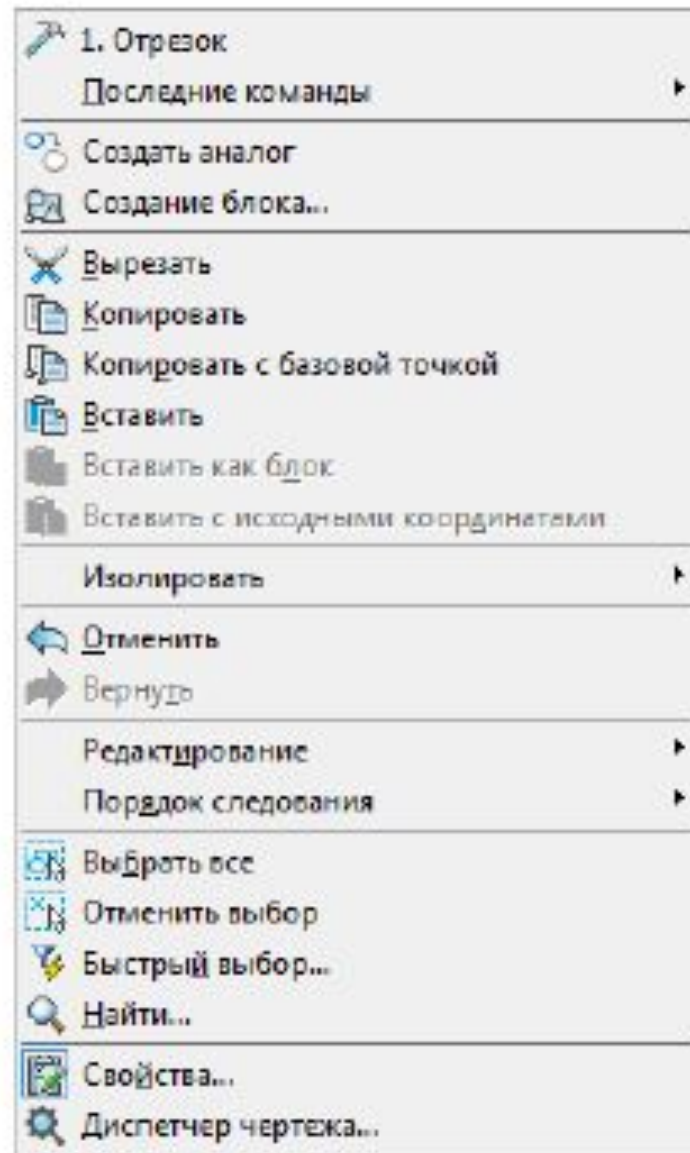 1. Отрезок
Последние команды
Создать аналог
Создание блока...
Вырезать
Копировать
Копировать с базовой точкой
Вставить
Вставить как блок
Вставить с исходными координатами
Изолировать
Отменить
Вернуть
Редактирование
Порядок следования
Выбрать все
Отменить выбор
Быстрый выбор...
Найти...
Свойства...
Диспетчер чертежа...